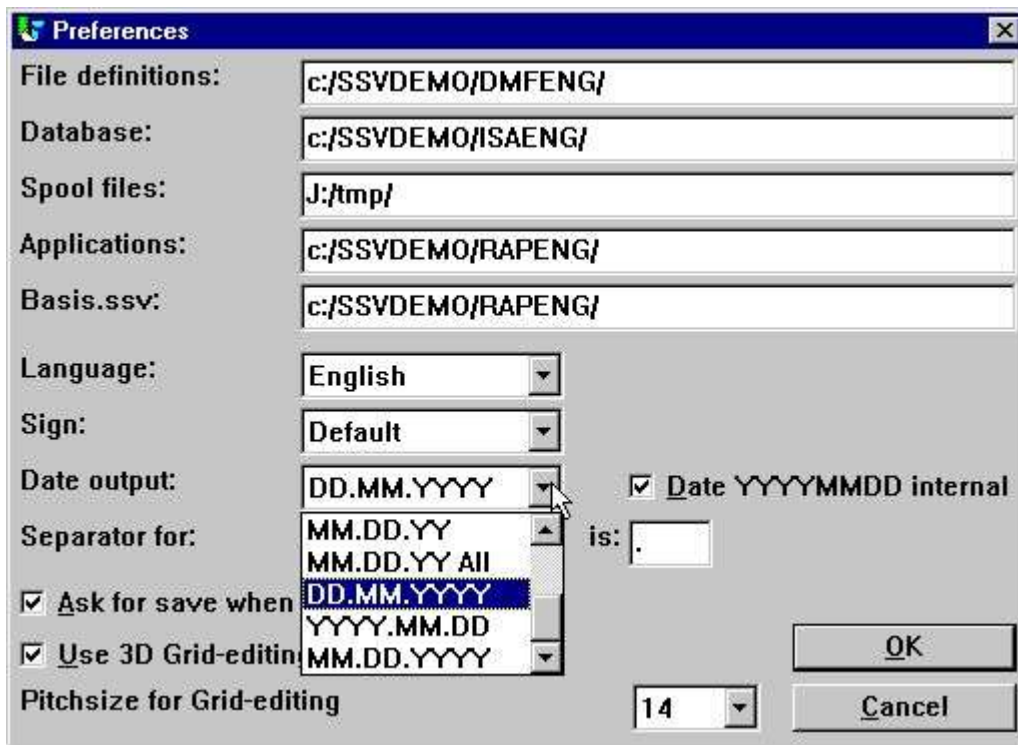 Preferences
File definitions: c:/SSVDEMO/DMFENG/
Database: c:/SSVDEMO/ISAENG/
Spool files: J:/tmp/
Applications: c:/SSVDEMO/RAPENG/
Basis.ssv: c:/SSVDEMO/RAPENG/
Language: English
Sign: Default
Date output: DD.MM.YYYY Date YYYYMMDD internal
Separator for: is: .
MM.DD.YY
MM.DD.YY All
DD.MM.YYYY
YYYY.MM.DD
MM.DD.YYYY
Ask for save when
Use 3D Grid-editin
OK
Pitchsize for Grid-editing 14
Cancel